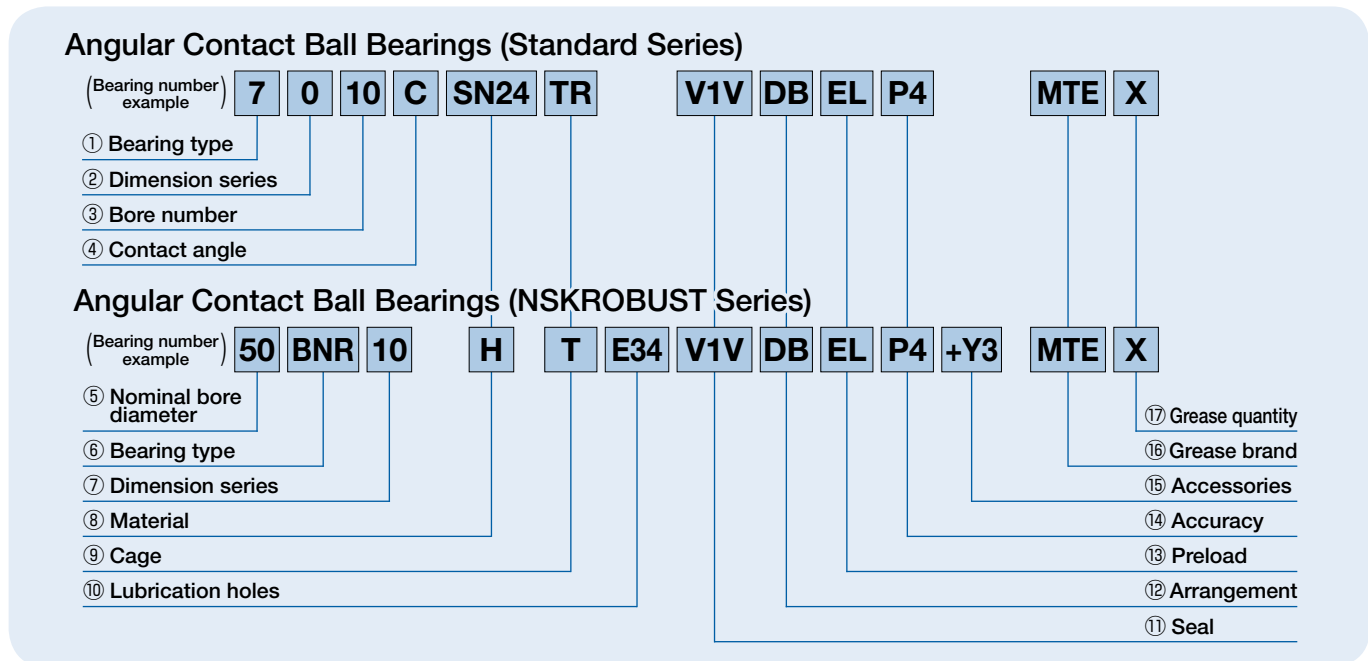 Angular Contact Ball Bearings (Standard Series)
(Bearing number example) 7 0 10 C SN24 TR V1V DB EL P4 MTE X
① Bearing type
② Dimension series
③ Bore number
④ Contact angle
Angular Contact Ball Bearings (NSKROBUST Series)
(Bearing number example) 50 BNR 10 H T E34 V1V DB EL P4 +Y3 MTE X
⑤ Nominal bore
diameter
⑰ Grease quantity
⑥ Bearing type
⑯ Grease brand
⑦ Dimension series
⑮ Accessories
⑧ Material
⑭ Accuracy
⑨ Cage
⑬ Preload
⑩ Lubrication holes
⑫ Arrangement
⑪ Seal